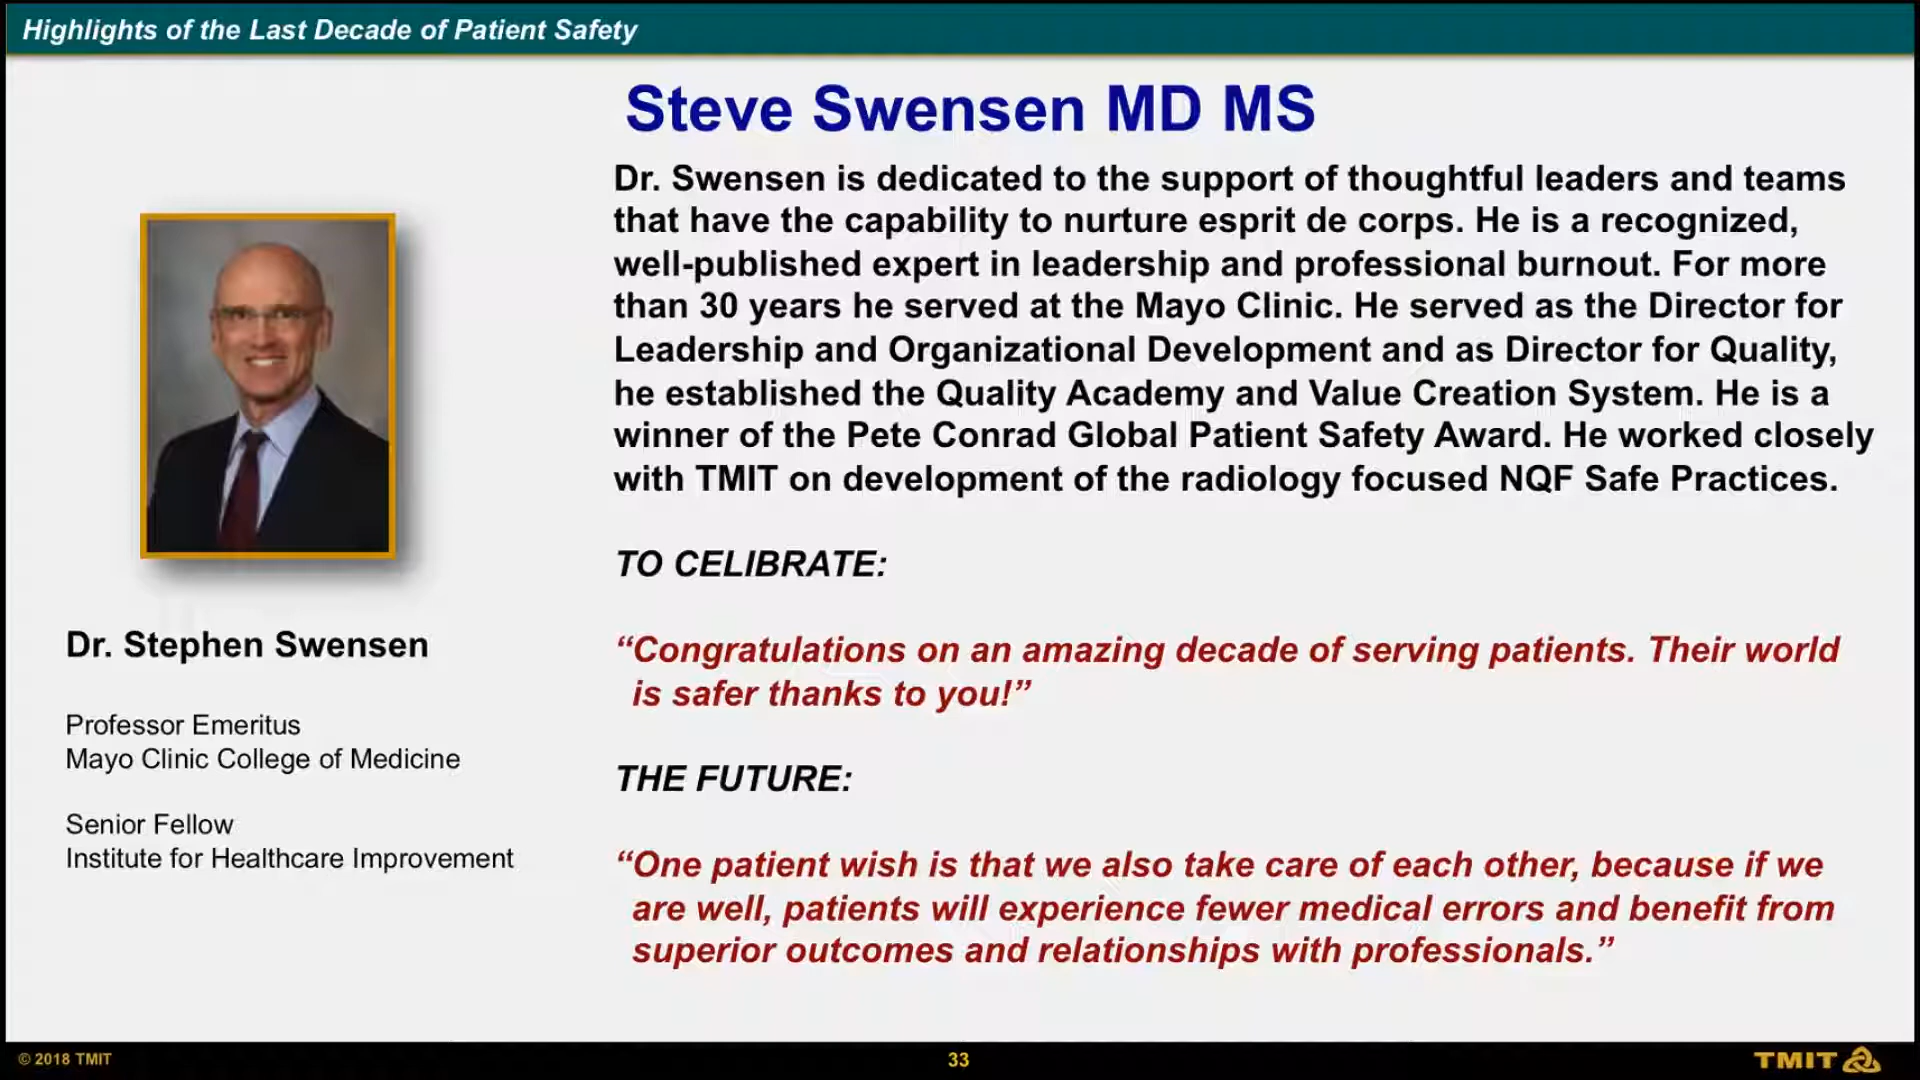 Highlights of the Last Decade of Patient Safety
Steve Swensen MD MS
Dr. Swensen is dedicated to the support of thoughtful leaders and teams
that have the capability to nurture esprit de corps. He is a recognized,
well-published expert in leadership and professional burnout. For more
than 30 years he served at the Mayo Clinic. He served as the Director for
Leadership and Organizational Development and as Director for Quality,
he established the Quality Academy and Value Creation System. He is a
winner of the Pete Conrad Global Patient Safety Award. He worked closely
with TMIT on development of the radiology focused NQF Safe Practices.
TO CELIBRATE:
“Congratulations on an amazing decade of serving patients. Their world
is safer thanks to you!”
THE FUTURE:
“One patient wish is that we also take care of each other, because if we
are well, patients will experience fewer medical errors and benefit from
superior outcomes and relationships with professionals.”
Dr. Stephen Swensen
Professor Emeritus
Mayo Clinic College of Medicine
Senior Fellow
Institute for Healthcare Improvement
© 2018 TMIT
33
TMIT